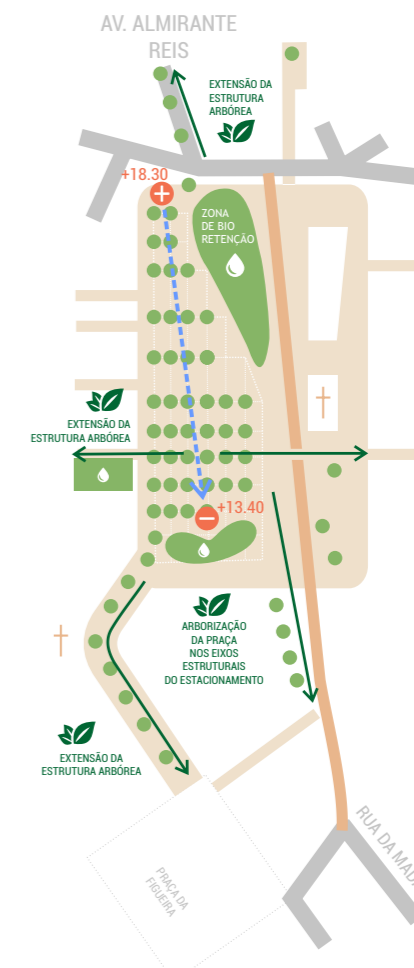 AV. ALMIRANTE
REIS
EXTENSÃO DA
ESTRUTURA
ARBÓREA
+18.30
ZONA
DE BIO
RETENÇÃO
EXTENSÃO DA
ESTRUTURA ARBÓREA
+13.40
ARBORIZAÇÃO
DA PRAÇA
NOS EIXOS
ESTRUTURAIS
DO ESTACIONAMENTO
EXTENSÃO DA
ESTRUTURA ARBÓREA
PRAÇA DA
FIGUEIRA
RUA DA MADA